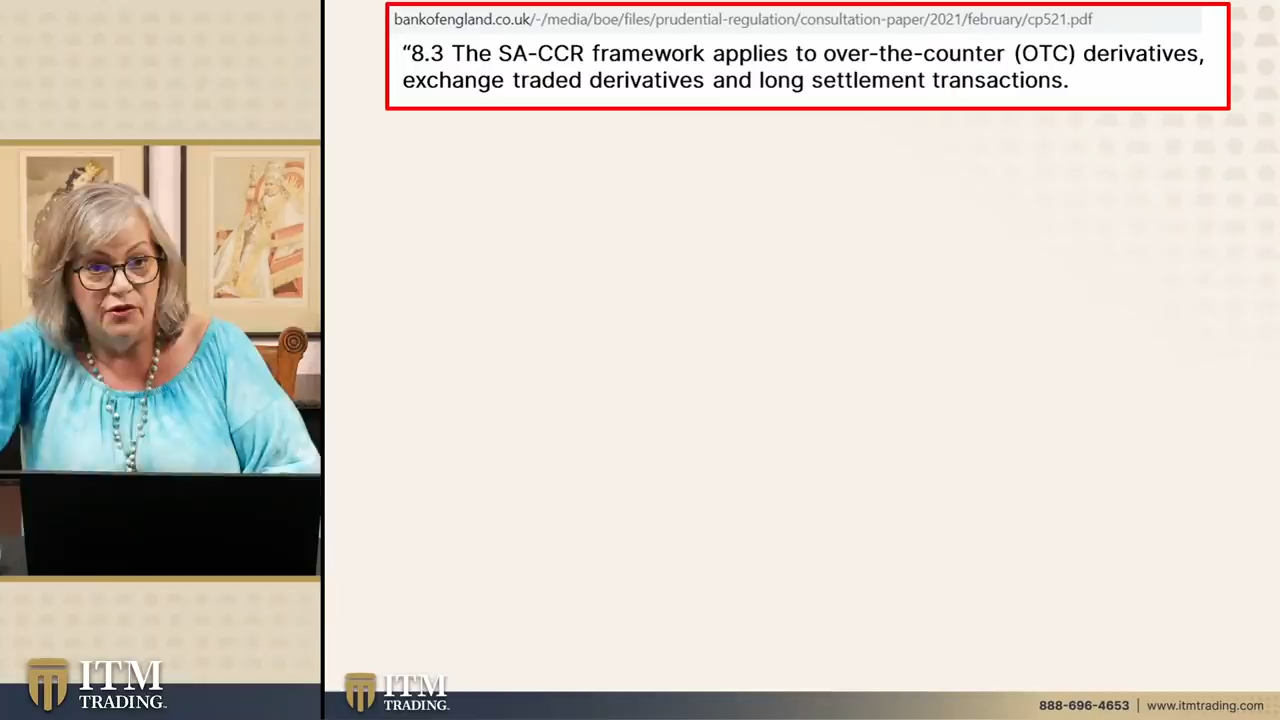 bankofengland.co.uk/-/media/boe/files/prudential-regulation/consultation-paper/2021/february/cp521.pdf
“8.3 The SA-CCR framework applies to over-the-counter (OTC) derivatives,
exchange traded derivatives and long settlement transactions.
ITM
TRADING
ITM
TRADING
888-696-4653 | www.itmtrading.com